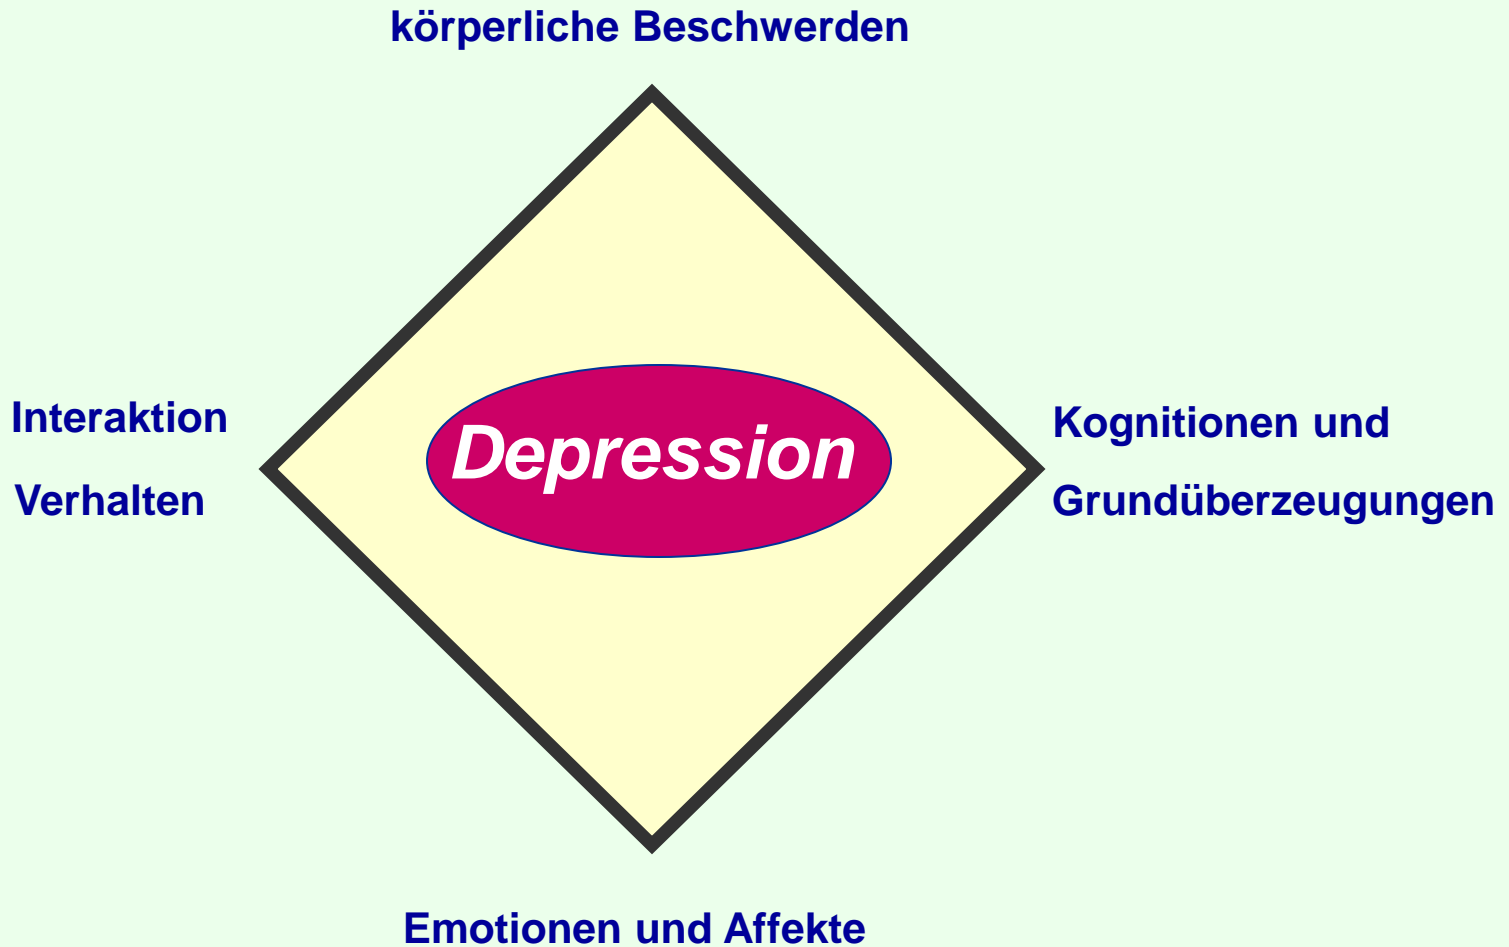 körperliche Beschwerden
Interaktion
Verhalten
Depression
Kognitionen und
Grundüberzeugungen
Emotionen und Affekte